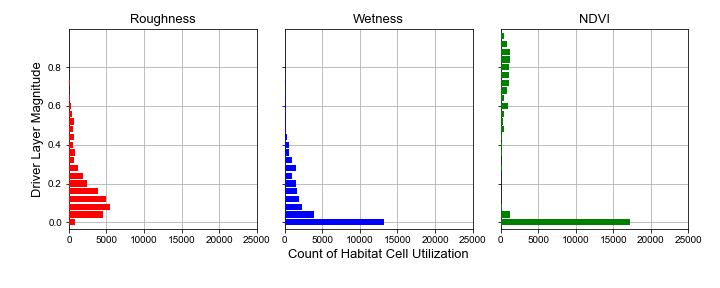 Roughness Wetness NDVI
Driver Layer Magnitude
0.8
0.6
0.4
0.2
0.0
0 5000 10000 15000 20000 25000 0 5000 10000 15000 20000 25000 0 5000 10000 15000 20000 25000
Count of Habitat Cell Utilization